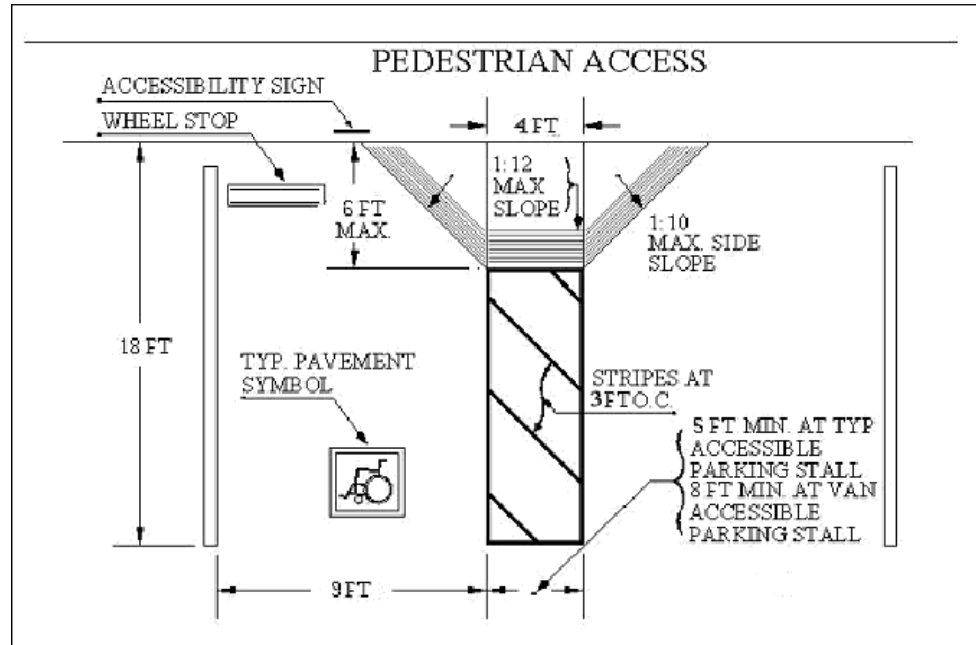 PEDESTRIAN ACCESS
ACCESSIBILITY SIGN
WHEEL STOP
4 FT
1:12
MAX
SLOPE
6 FT
MAX.
1:10
MAX. SIDE
SLOPE
18 FT
TYP. PAVEMENT
SYMBOL
STRIPES AT
3FT O.C.
5 FT MIN. AT TYP
ACCESSIBLE
PARKING STALL
8 FT MIN. AT VAN
ACCESSIBLE
PARKING STALL
9 FT